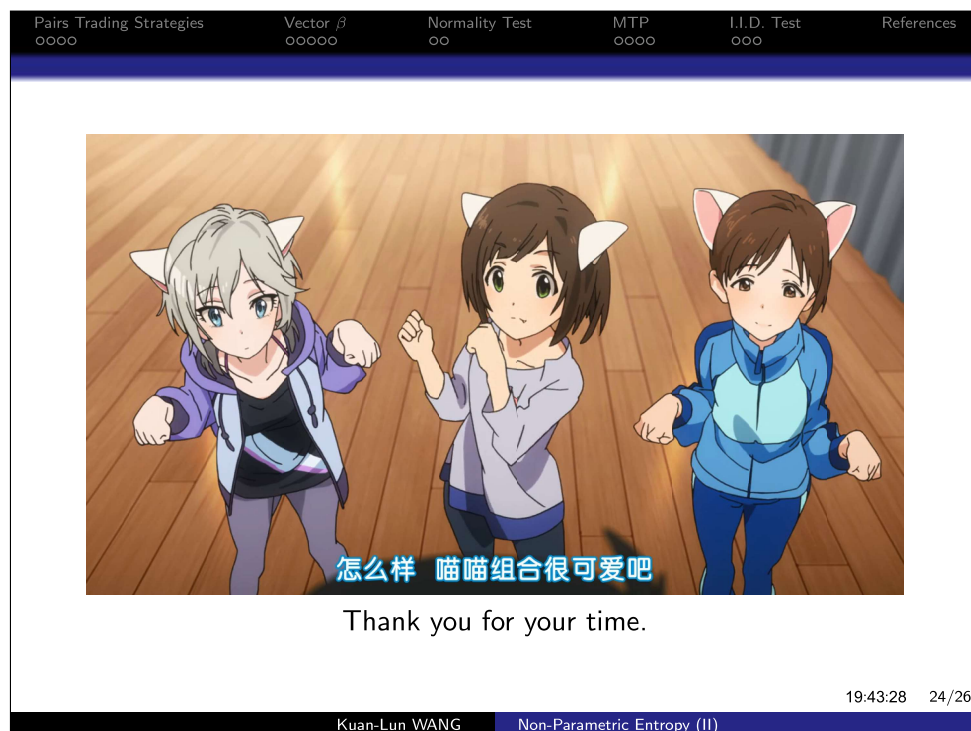 Pairs Trading Strategies Vector β Normality Test MTP I.I.D. Test References
怎么样 喵喵组合很可爱吧
Thank you for your time.
19:43:28 24/26
Kuan-Lun WANG Non-Parametric Entropy (II)